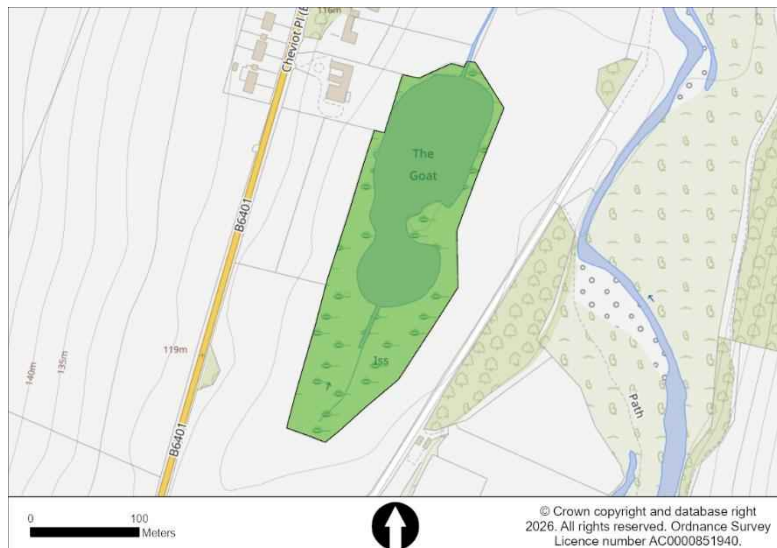 116m
Cheviot Pl (E
The
Goat
B6401
119m
Iss
140m
135m
Path
B6401
0 100
Meters
© Crown copyright and database right
2026. All rights reserved. Ordnance Survey
Licence number AC0000851940.